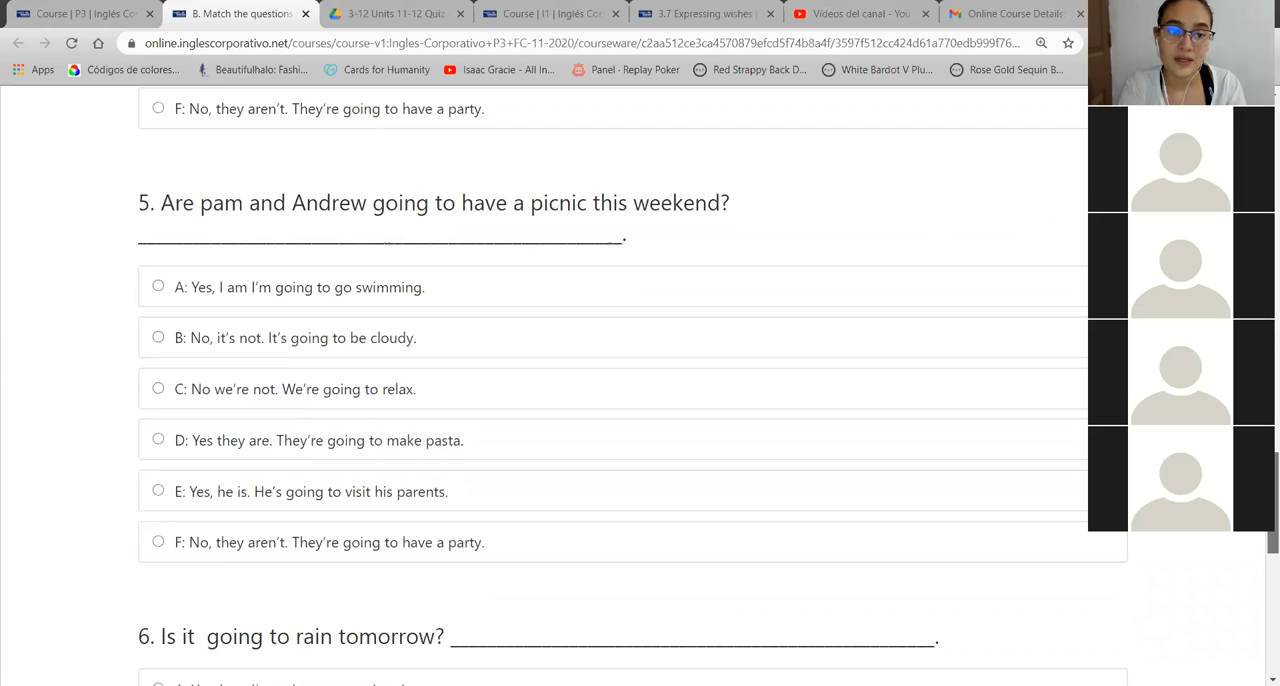 Course | P3 | Inglés Co
B. Match the questions
3-12 Units 11-12 Quiz
Course | I1 | Inglés Co
3.7 Expressing wishes |
Vídeos del canal - You
Online Course Details:
online.inglescorporativo.net/courses/course-v1:Ingles-Corporativo+P3+FC-11-2020/courseware/c2aa512ce3ca4570879efcd5f74b8a4f/3597f512cc424d61a770edb999f76...
Apps
Códigos de colores...
Beautifulhalo: Fashi...
Cards for Humanity
Isaac Gracie - All In...
Panel · Replay Poker
Red Strappy Back D...
White Bardot V Plu...
Rose Gold Sequin B...
F: No, they aren't. They're going to have a party.
5. Are pam and Andrew going to have a picnic this weekend?
____________________________________________.
A: Yes, I am I'm going to go swimming.
B: No, it's not. It's going to be cloudy.
C: No we're not. We're going to relax.
D: Yes they are. They're going to make pasta.
E: Yes, he is. He's going to visit his parents.
F: No, they aren't. They're going to have a party.
6. Is it going to rain tomorrow? ____________________________________________.